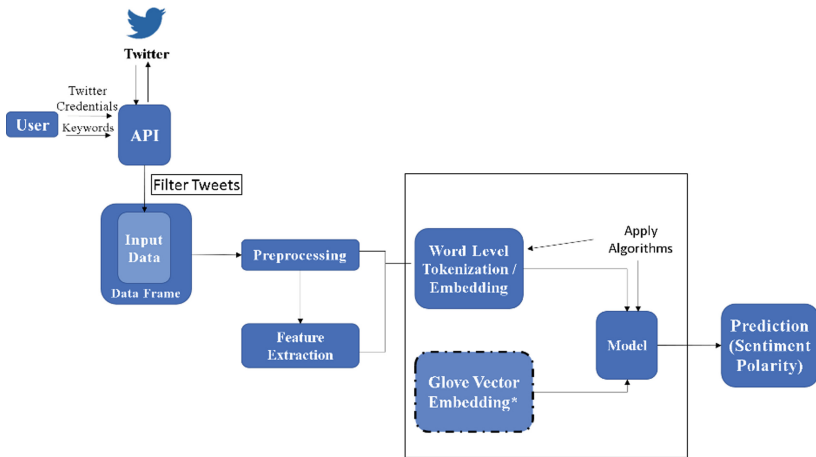 Twitter
Twitter
Credentials
Keywords
User
API
Filter Tweets
Input
Data
Data Frame
Preprocessing
Feature
Extraction
Word Level
Tokenization /
Embedding
Apply
Algorithms
Glove Vector
Embedding*
Model
Prediction
(Sentiment
Polarity)